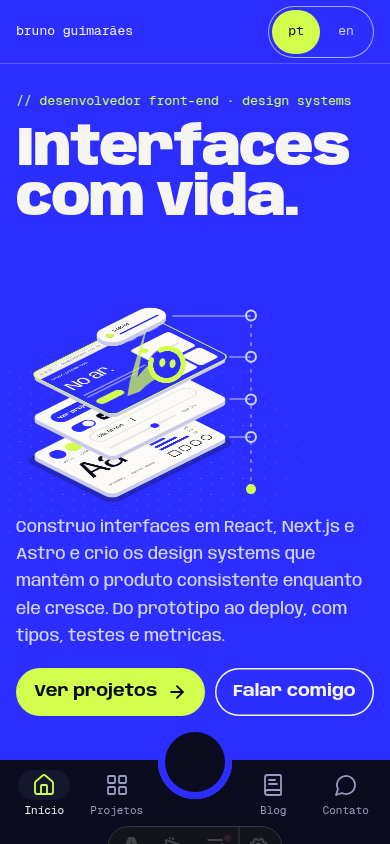 bruno guimarães
pt
en
// desenvolvedor front-end · design systems
Interfaces
com vida.
No ar.
Aa
Construo interfaces em React, Next.js e
Astro e crio os design systems que
mantêm o produto consistente enquanto
ele cresce. Do protótipo ao deploy, com
tipos, testes e métricas.
Ver projetos
Falar comigo
Início
Projetos
Blog
Contato